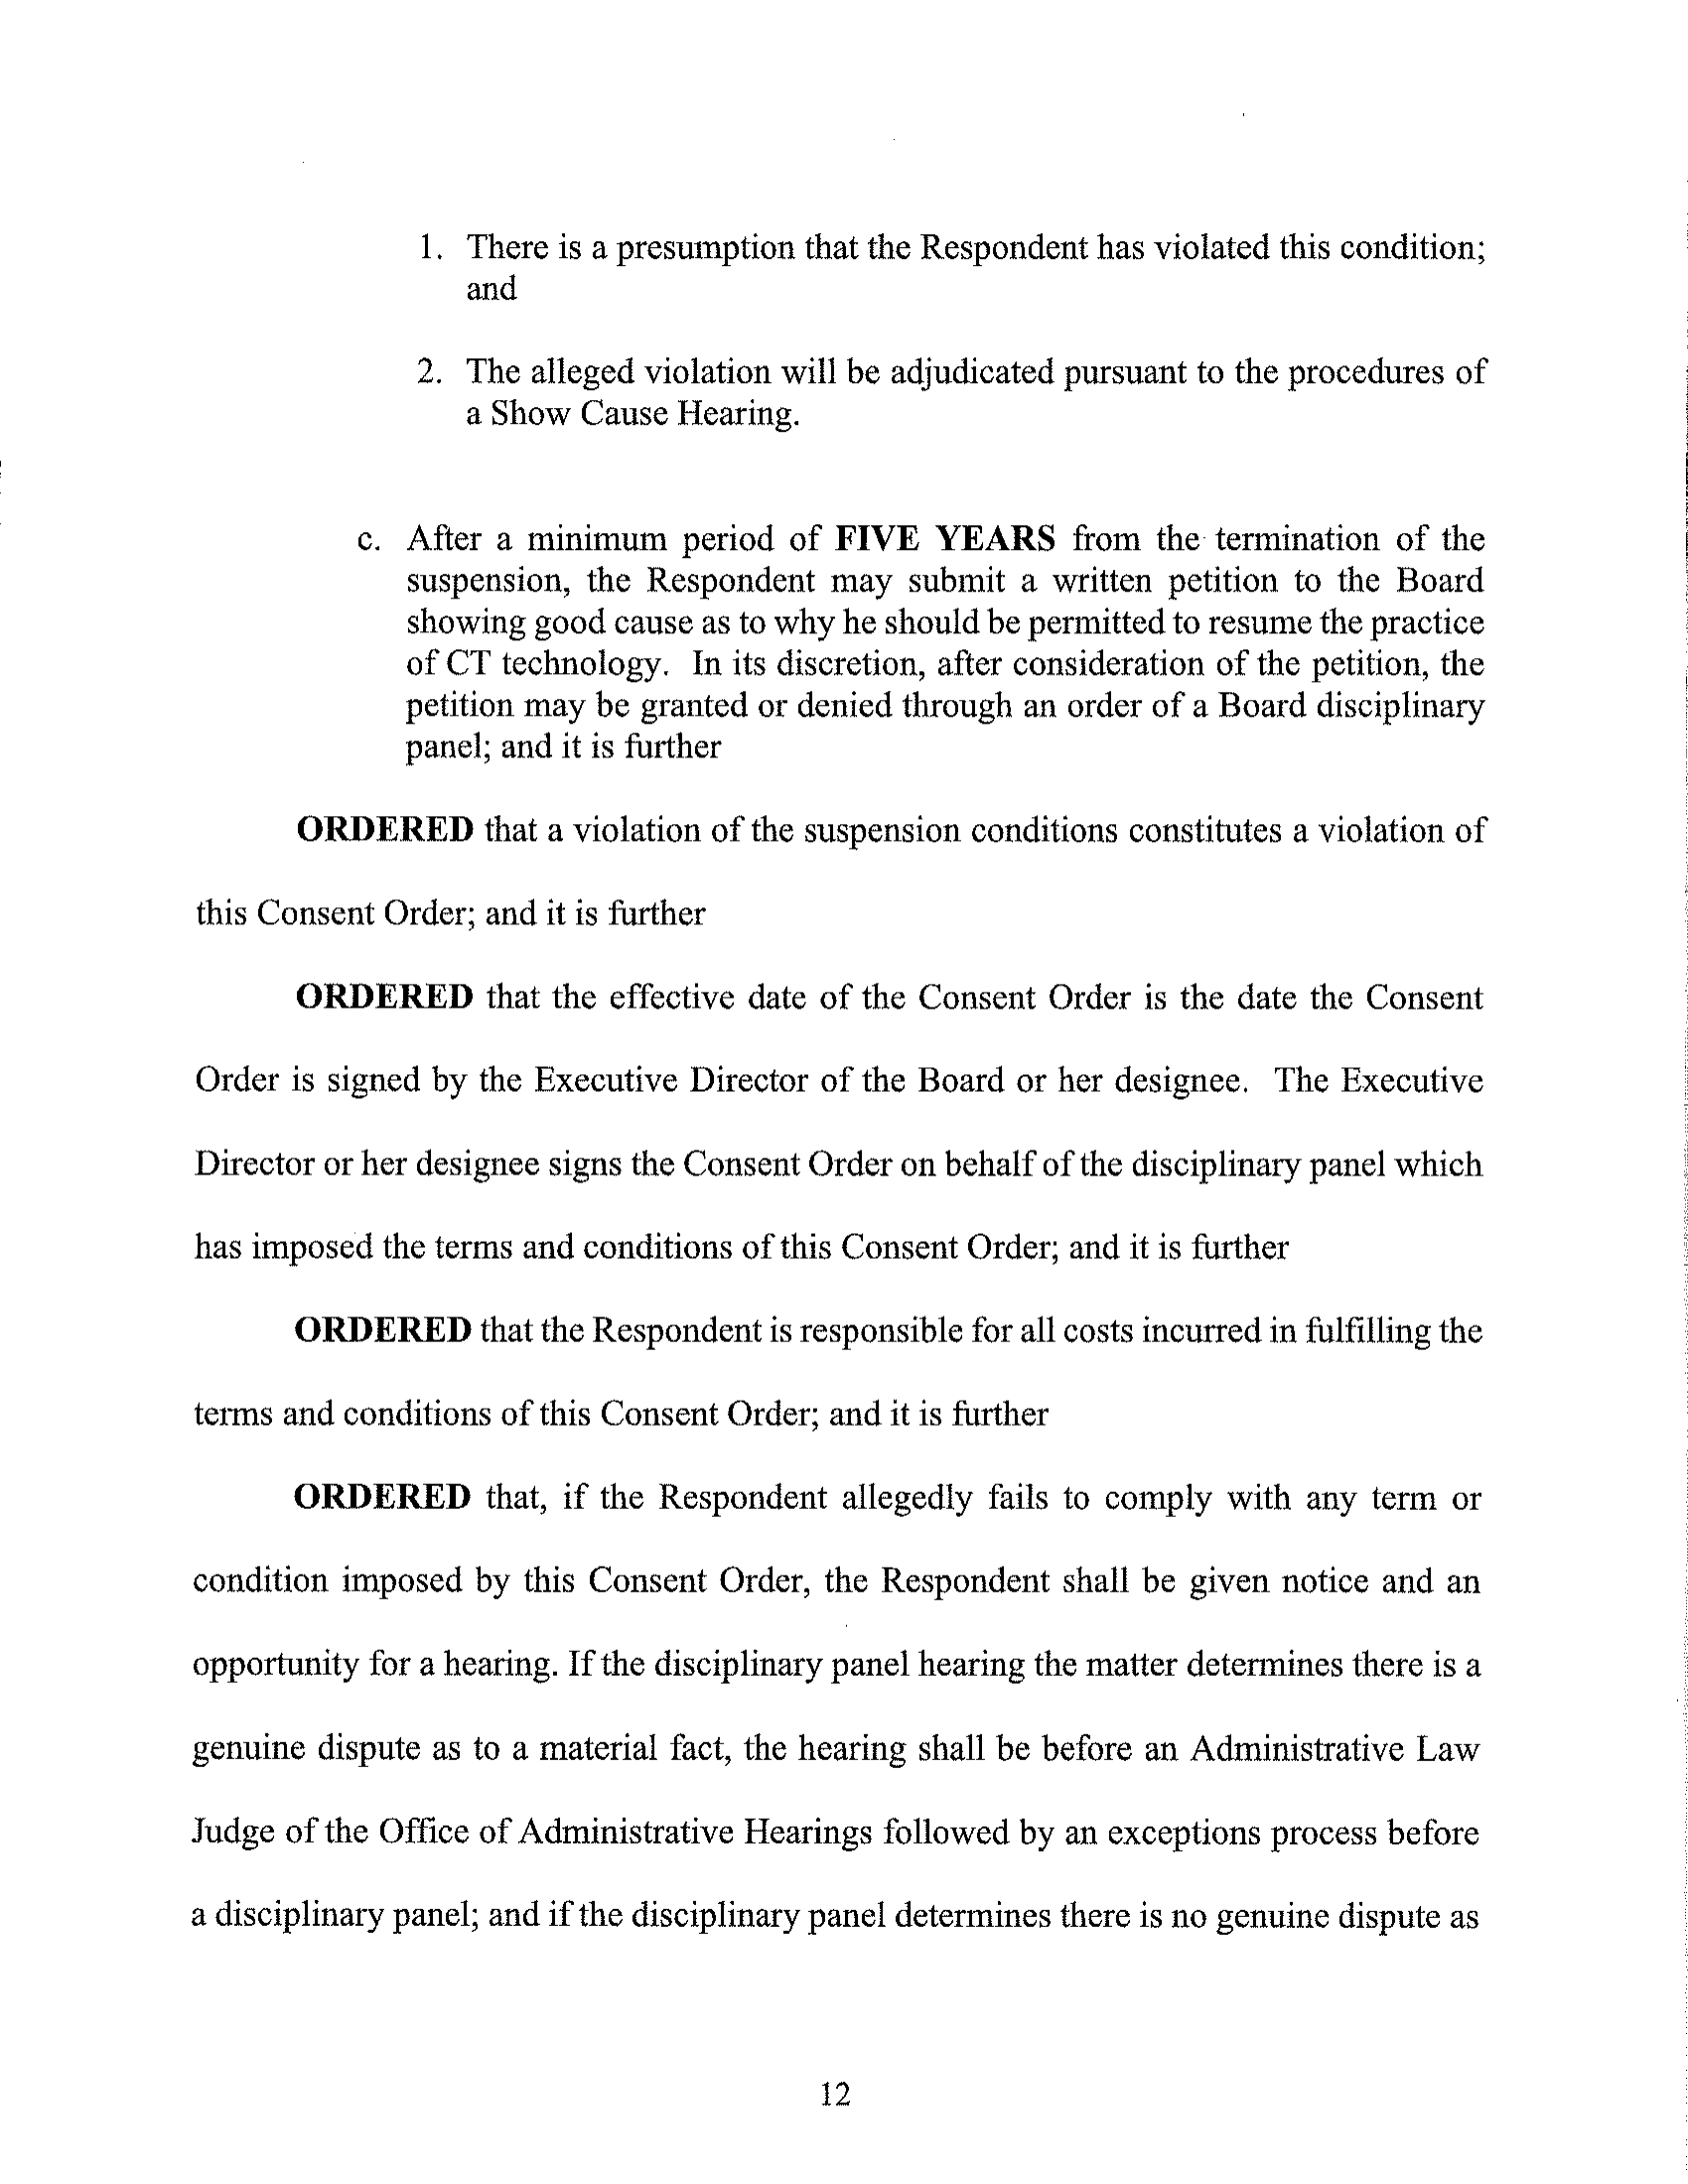 1. There is a presumption that the Respondent has violated this condition;
and
2. The alleged violation will be adjudicated pursuant to the procedures of
a Show Cause Hearing.
c. After a minimum period of FIVE YEARS from the termination of the
suspension, the Respondent may submit a written petition to the Board
showing good cause as to why he should be permitted to resume the practice
of CT technology. In its discretion, after consideration of the petition, the
petition may be granted or denied through an order of a Board disciplinary
panel; and it is further
ORDERED that a violation of the suspension conditions constitutes a violation of
this Consent Order; and it is further
ORDERED that the effective date of the Consent Order is the date the Consent
Order is signed by the Executive Director of the Board or her designee. The Executive
Director or her designee signs the Consent Order on behalf of the disciplinary panel which
has imposed the terms and conditions of this Consent Order; and it is further
ORDERED that the Respondent is responsible for all costs incurred in fulfilling the
terms and conditions of this Consent Order; and it is further
ORDERED that, if the Respondent allegedly fails to comply with any term or
condition imposed by this Consent Order, the Respondent shall be given notice and an
opportunity for a hearing. If the disciplinary panel hearing the matter determines there is a
genuine dispute as to a material fact, the hearing shall be before an Administrative Law
Judge of the Office of Administrative Hearings followed by an exceptions process before
a disciplinary panel; and if the disciplinary panel determines there is no genuine dispute as
12